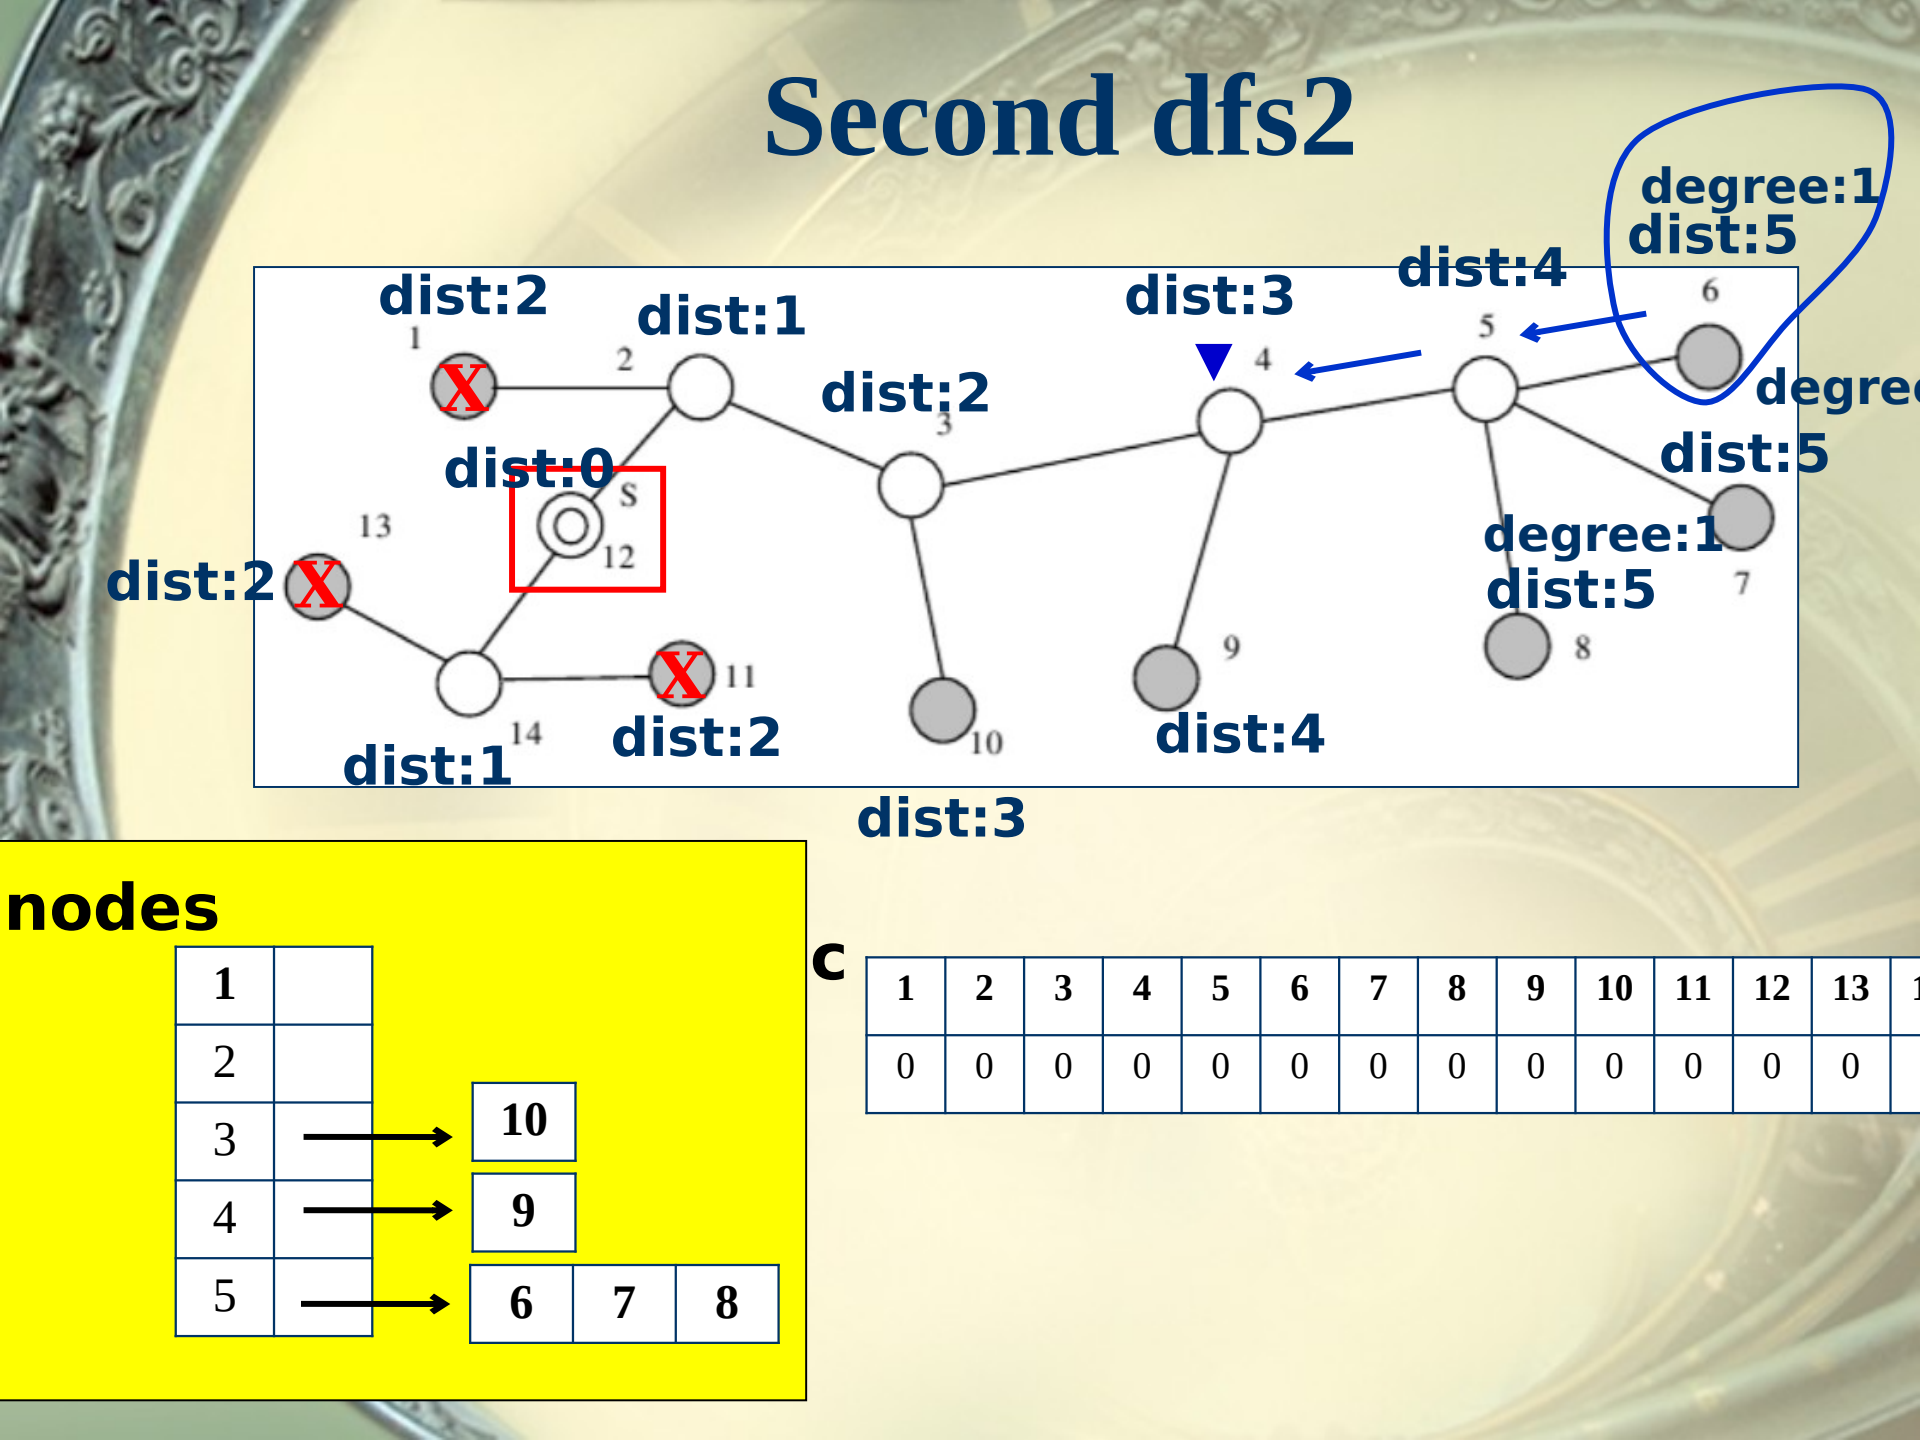 Second dfs2
degree:1
dist:5
dist:4
dist:2
dist:1
dist:3
6
5
1
2
4
degree
X
dist:2
3
dist:5
dist:0
S
13
12
degree:1
dist:2
X
dist:5
7
9
8
X
11
14
dist:2
10
dist:4
dist:1
dist:3
nodes
c
1 2 3 4 5 6 7 8 9 10 11 12 13 1
0 0 0 0 0 0 0 0 0 0 0 0 0
1
2
3 10
4 9
5 6 7 8